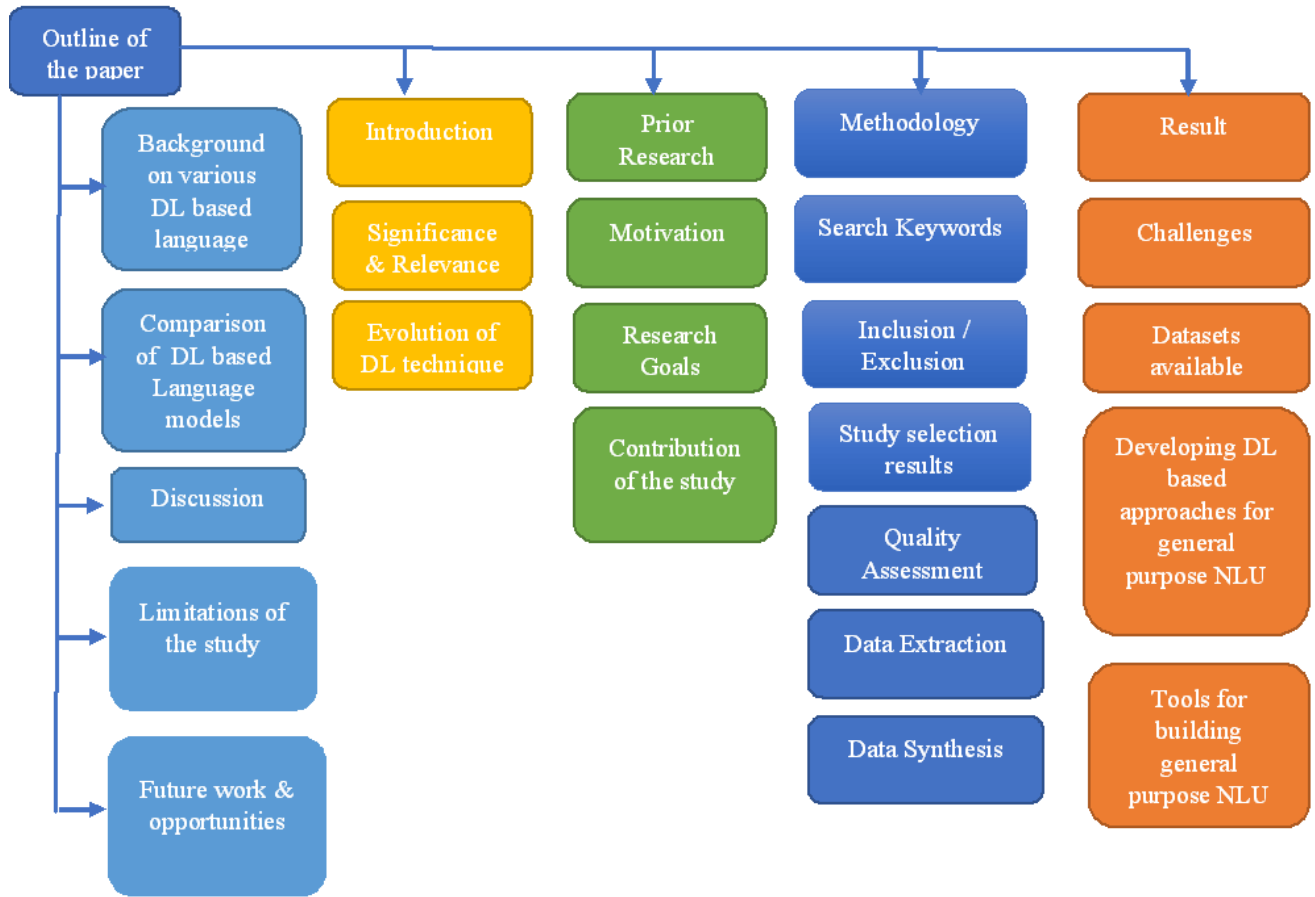 Outline of
the paper
Background
on various
DL based
language
Comparison
of DL based
Language
models
Discussion
Limitations of
the study
Future work &
opportunities
Introduction
Significance
& Relevance
Evolution of
DL technique
Prior
Research
Motivation
Research
Goals
Contribution
of the study
Methodology
Search Keywords
Inclusion /
Exclusion
Study selection
results
Quality
Assessment
Data Extraction
Data Synthesis
Result
Challenges
Datasets
available
Developing DL
based
approaches for
general
purpose NLU
Tools for
building
general
purpose NLU